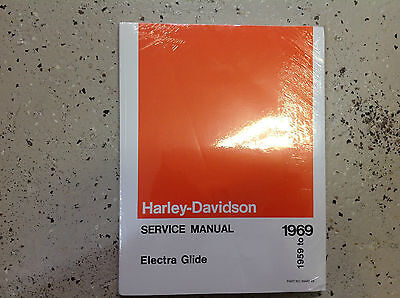 Harley-Davidson
SERVICE MANUAL
1959 to 1969
Electra Glide